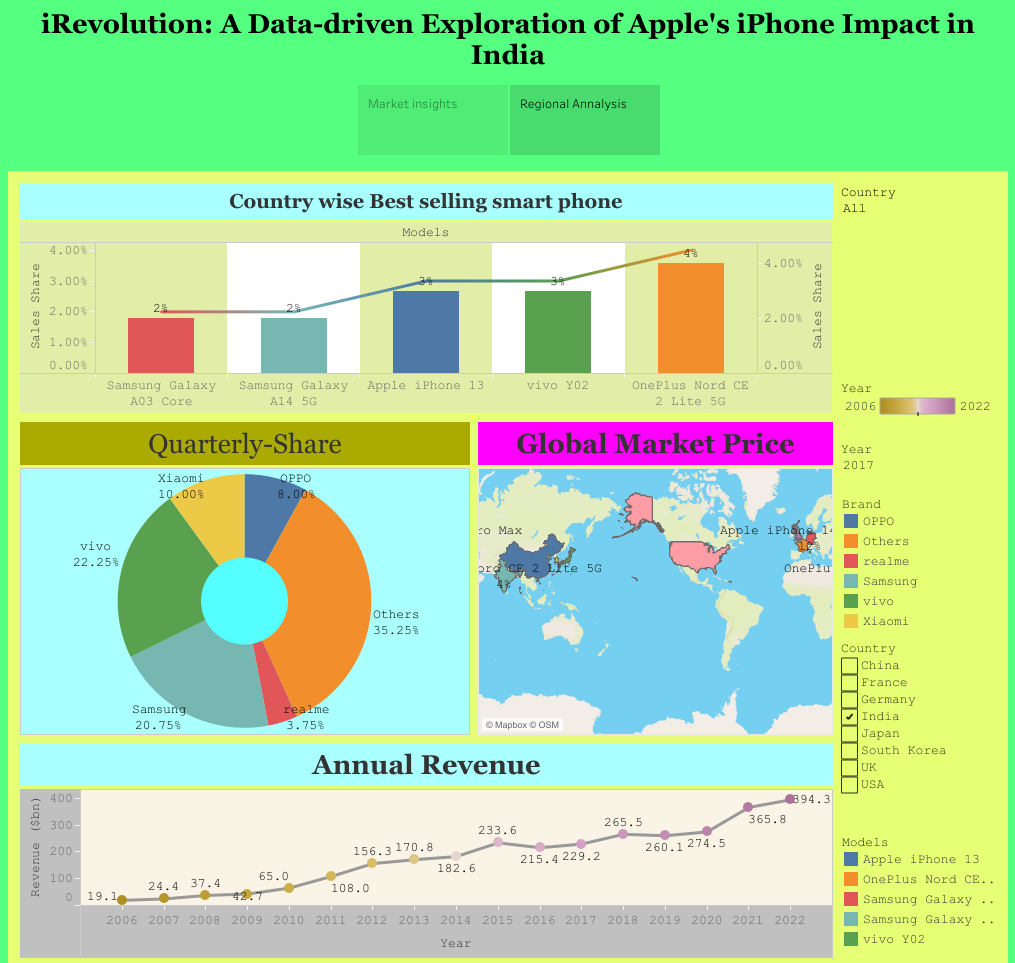 iRevolution: A Data-driven Exploration of Apple's iPhone Impact in
India
Market insights
Regional Annalysis
Country wise Best selling smart phone
Models
Sales Share
4.00%
3.00%
2.00%
1.00%
0.00%
2%
2%
3%
3%
4%
4.00%
2.00%
0.00%
Sales Share
Samsung Galaxy
A03 Core
Samsung Galaxy
A14 5G
Apple iPhone 13
vivo Y02
OnePlus Nord CE
2 Lite 5G
Country
All
Year
2006
2022
Year
2017
Quarterly-Share
Xiaomi
10.00%
OPPO
8.00%
vivo
22.25%
Others
35.25%
Samsung
20.75%
realme
3.75%
Global Market Price
ro Max
Apple iPhone 14
12%
CE 2 Lite 5G
OnePlu
4%
© Mapbox © OSM
Brand
OPPO
Others
realme
Samsung
vivo
Xiaomi
Country
China
France
Germany
India
Japan
South Korea
UK
USA
Annual Revenue
Revenue ($bn)
400
300
200
100
0
19.1
24.4
37.4
42.7
65.0
108.0
156.3
170.8
182.6
233.6
215.4
229.2
265.5
260.1
274.5
365.8
394.3
2006
2007
2008
2009
2010
2011
2012
2013
2014
2015
2016
2017
2018
2019
2020
2021
2022
Year
Models
Apple iPhone 13
OnePlus Nord CE..
Samsung Galaxy ..
Samsung Galaxy ..
vivo Y02